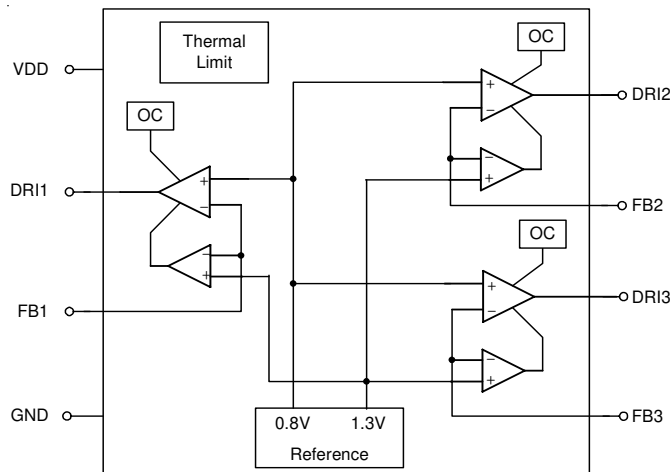 Thermal
Limit
OC
VDD
+
−
DRI2
OC
DRI1
+
−
−
+
FB2
−
+
OC
+
−
DRI3
FB1
−
+
GND
FB3
0.8V 1.3V
Reference